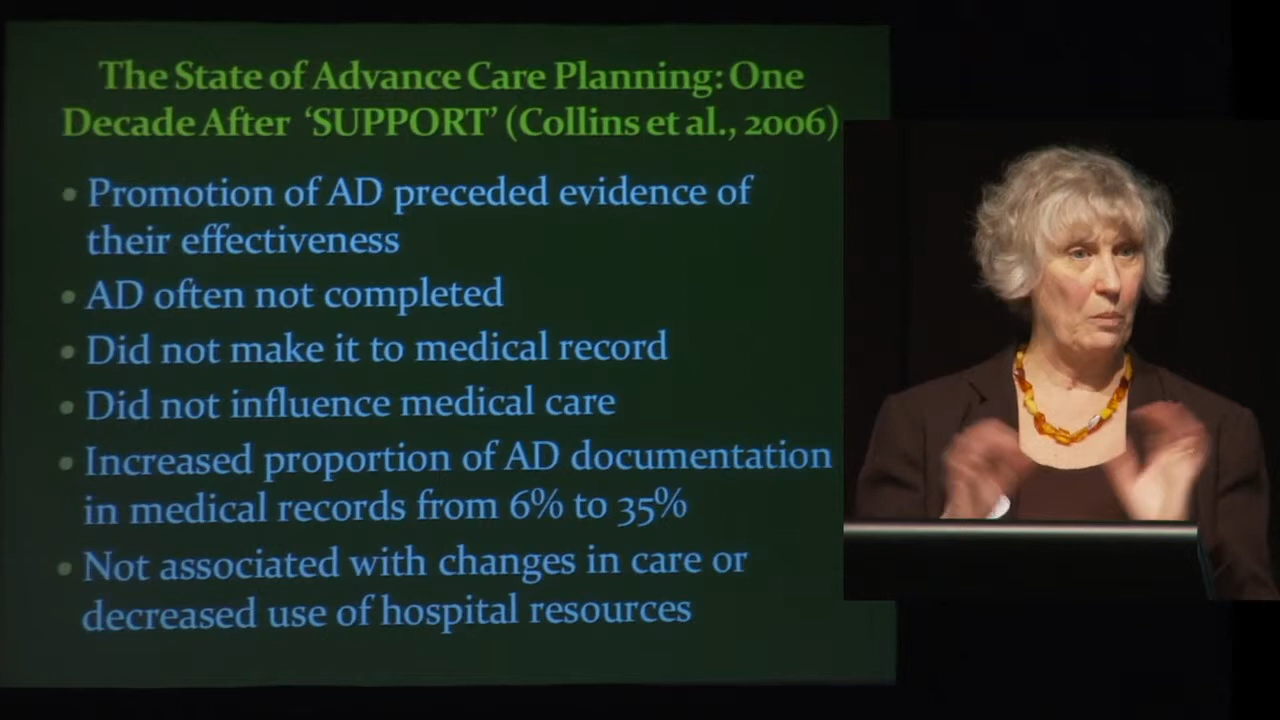 The State of Advance Care Planning: One
Decade After ‘SUPPORT’ (Collins et al., 2006)
• Promotion of AD preceded evidence of
their effectiveness
• AD often not completed
• Did not make it to medical record
• Did not influence medical care
• Increased proportion of AD documentation
in medical records from 6% to 35%
• Not associated with changes in care or
decreased use of hospital resources